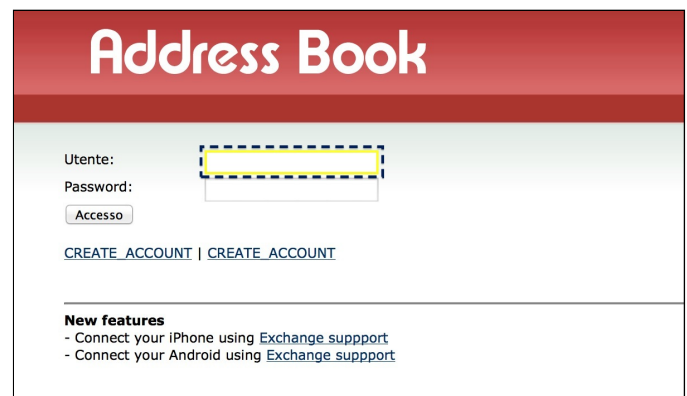 Address Book
Utente:
Password:
Accesso
CREATE_ACCOUNT | CREATE_ACCOUNT
New features
- Connect your iPhone using Exchange suppport
- Connect your Android using Exchange suppport